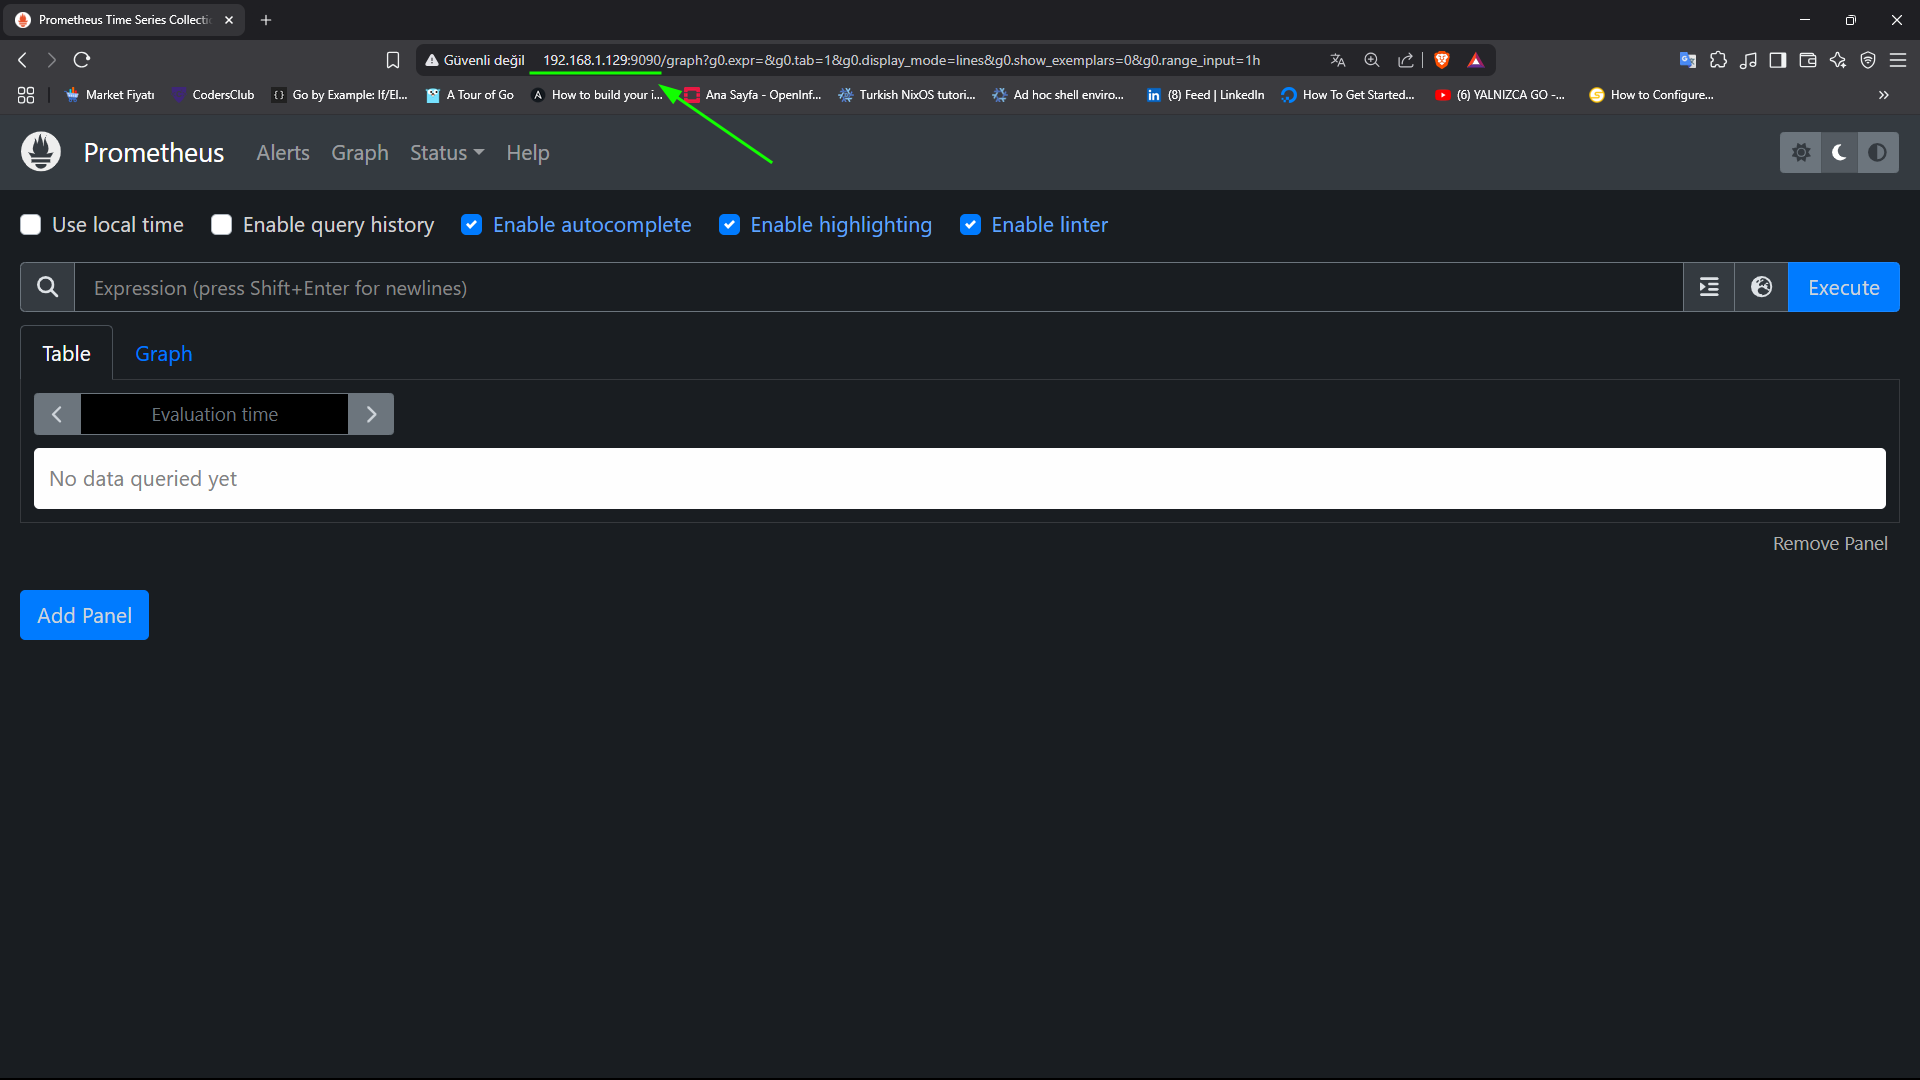 Prometheus Time Series Collecti
Güvenli değil 192.168.1.129:9090/graph?g0.expr=&g0.tab=1&g0.display_mode=lines&g0.show_exemplars=0&g0.range_input=1h
Market Fiyatı CodersClub Go by Example: If/El... A Tour of Go How to build your i... Ana Sayfa - OpenInf... Turkish NixOS tutori... Ad hoc shell enviro... (8) Feed | LinkedIn How To Get Started... (6) YALNIZCA GO -... How to Configure...
Prometheus Alerts Graph Status Help
Use local time Enable query history Enable autocomplete Enable highlighting Enable linter
Expression (press Shift+Enter for newlines) Execute
Table Graph
Evaluation time
No data queried yet
Remove Panel
Add Panel